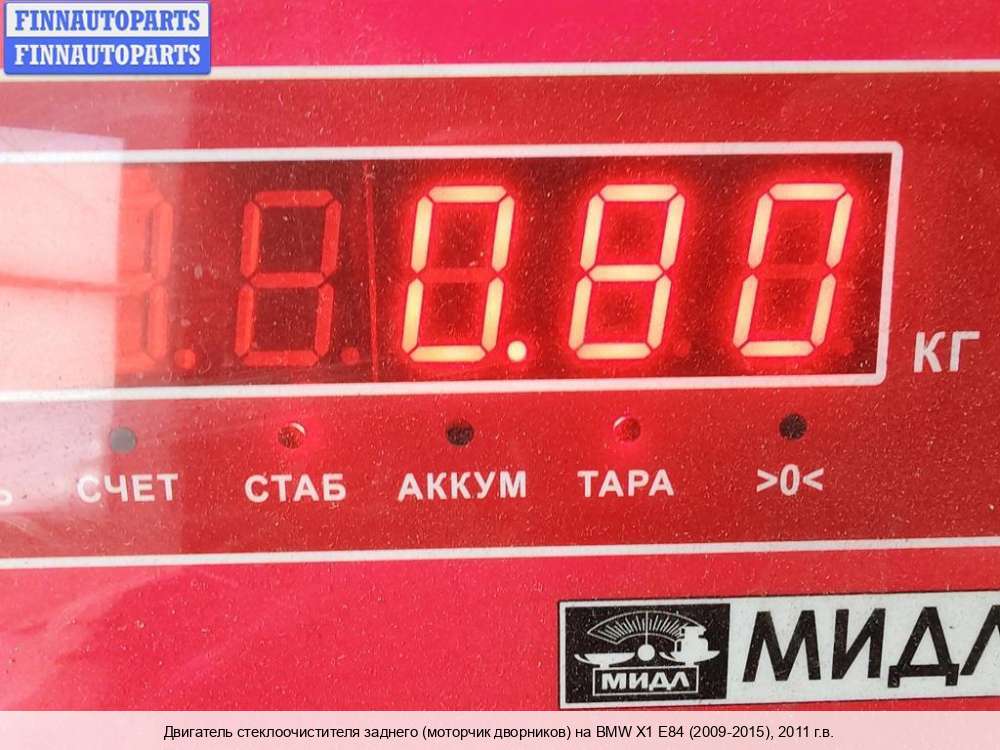 FINNAUTOPARTS
FINNAUTOPARTS
0.80
КГ
СЧЕТ СТАБ АККУМ ТАРА >0<
МИДЛ
МИДЛ
Двигатель стеклоочистителя заднего (моторчик дворников) на BMW X1 E84 (2009-2015), 2011 г.в.